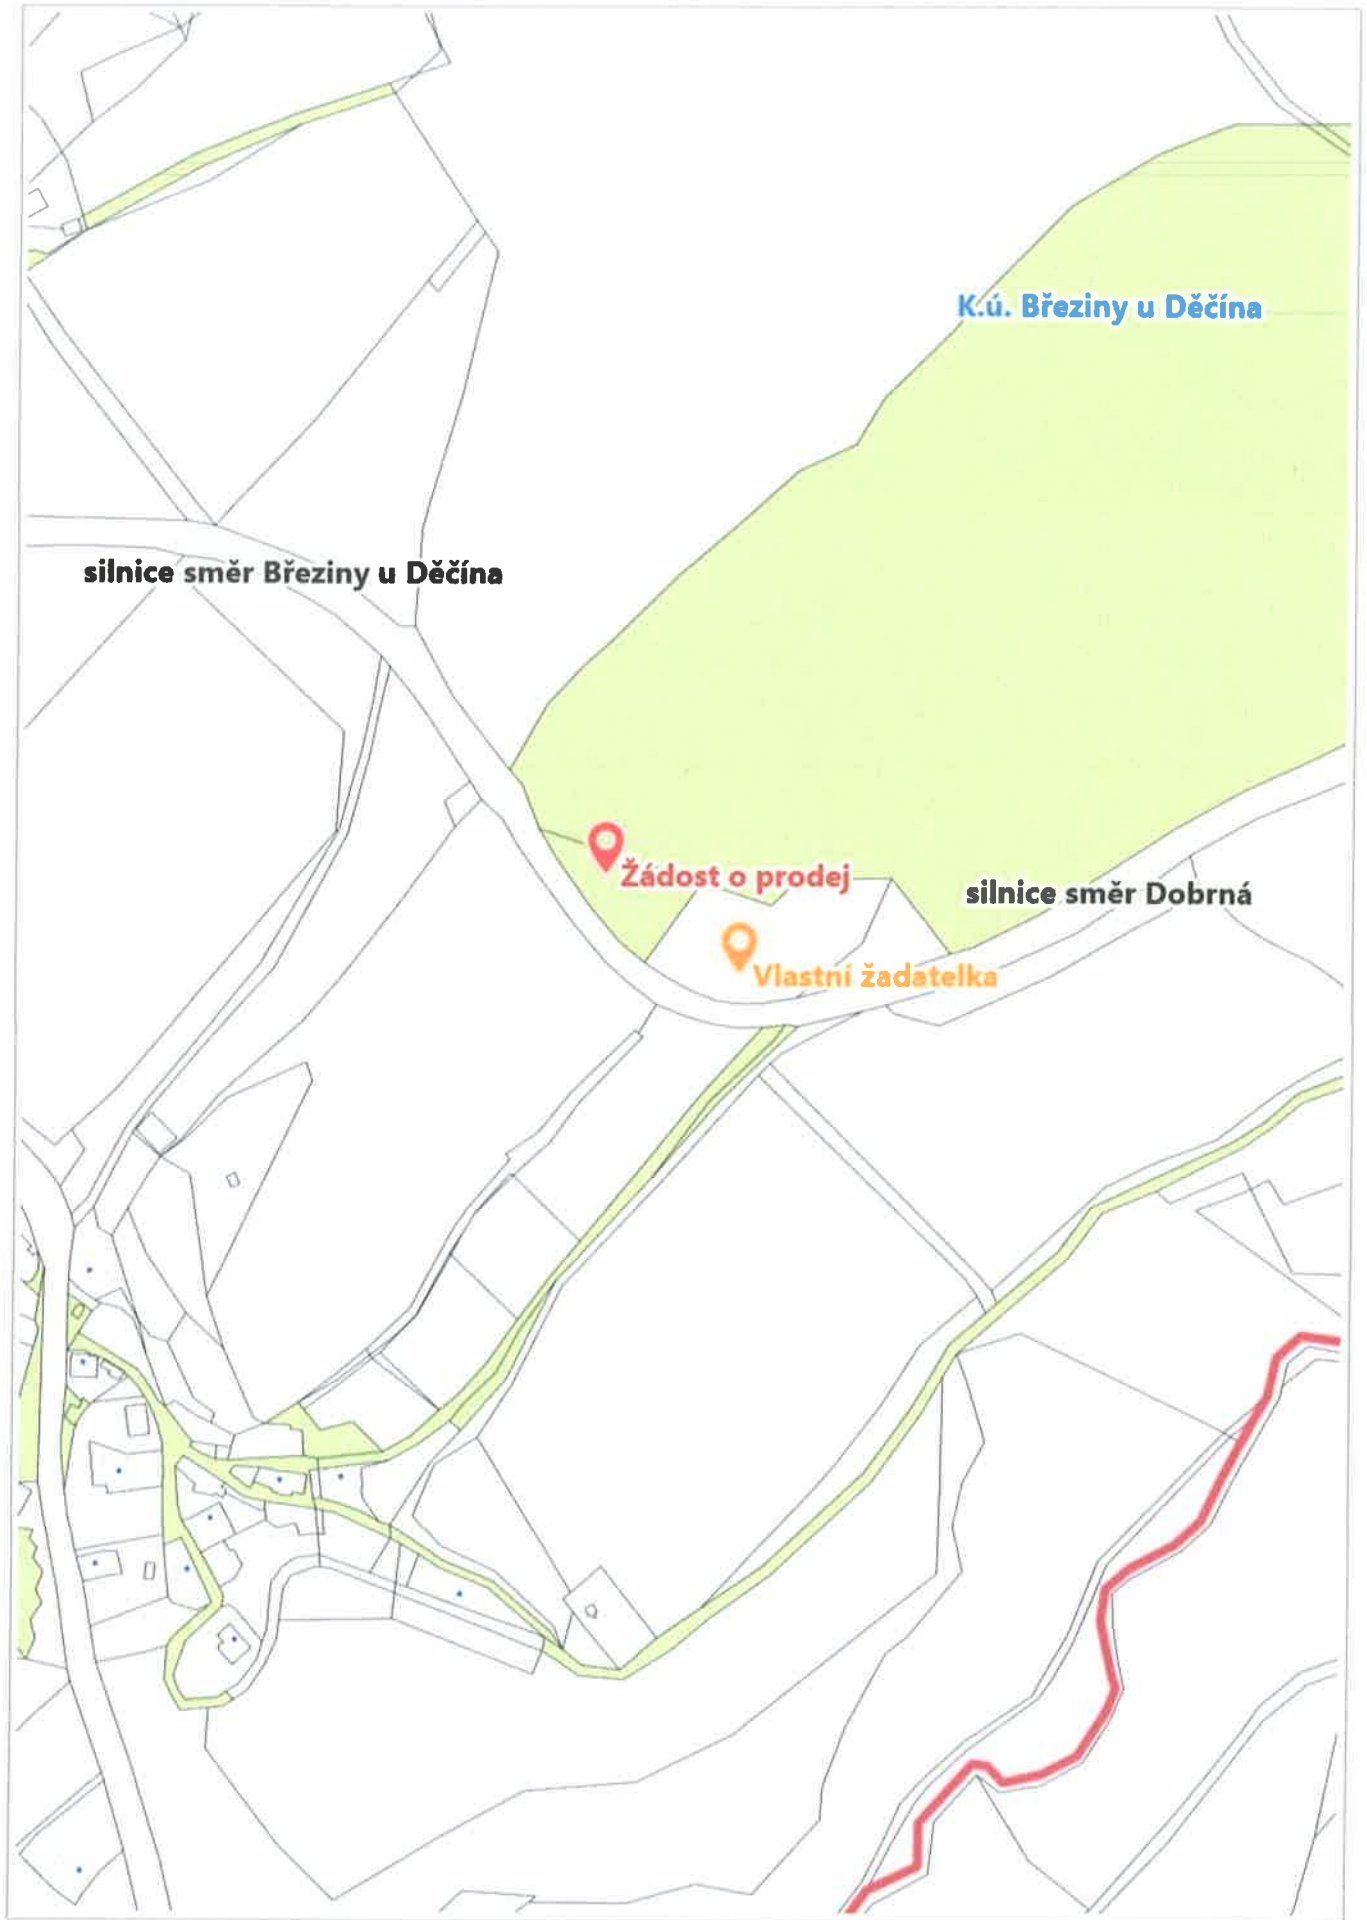 K.ú. Březiny u Děčína
silnice směr Březiny u Děčína
Žádost o prodej
silnice směr Dobrná
Vlastní žadatelka